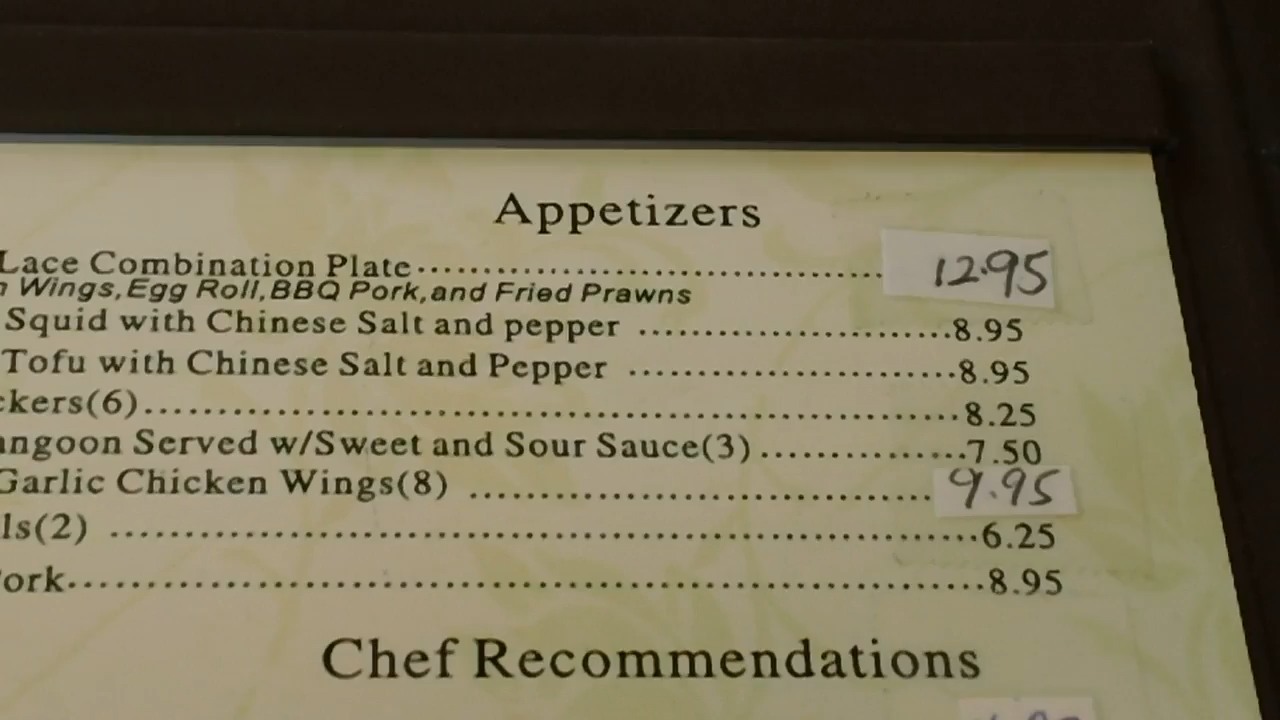 Appetizers
Lace Combination Plate.......................................................12.95
Wings,Egg Roll,BBQ Pork,and Fried Prawns
Squid with Chinese Salt and pepper ..........................8.95
Tofu with Chinese Salt and Pepper ...........................8.95
ckers(6)......................................................................8.25
angoon Served w/Sweet and Sour Sauce(3)................7.50
Garlic Chicken Wings(8) ......................................9.95
ls(2) .........................................................................6.25
ork............................................................................8.95
Chef Recommendations